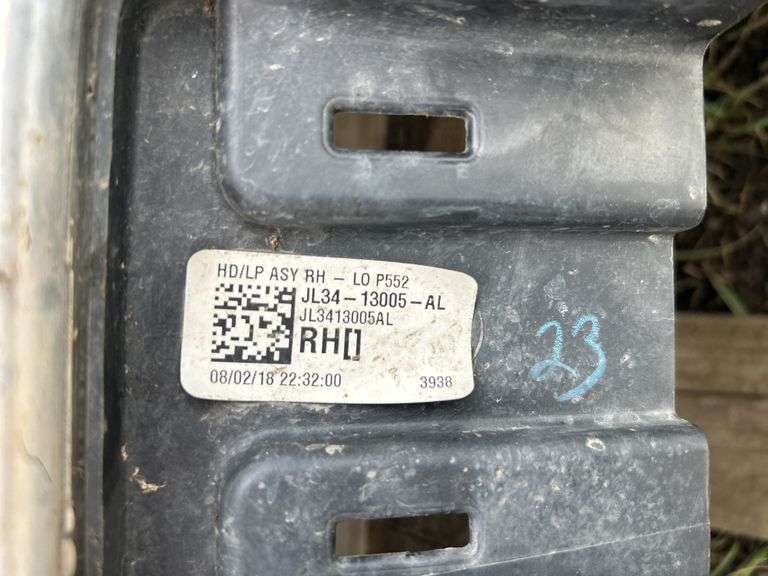 HD/LP ASY RH - LO P552
JL34-13005-AL
JL3413005AL
RH[]
08/02/18 22:32:00 3938
23